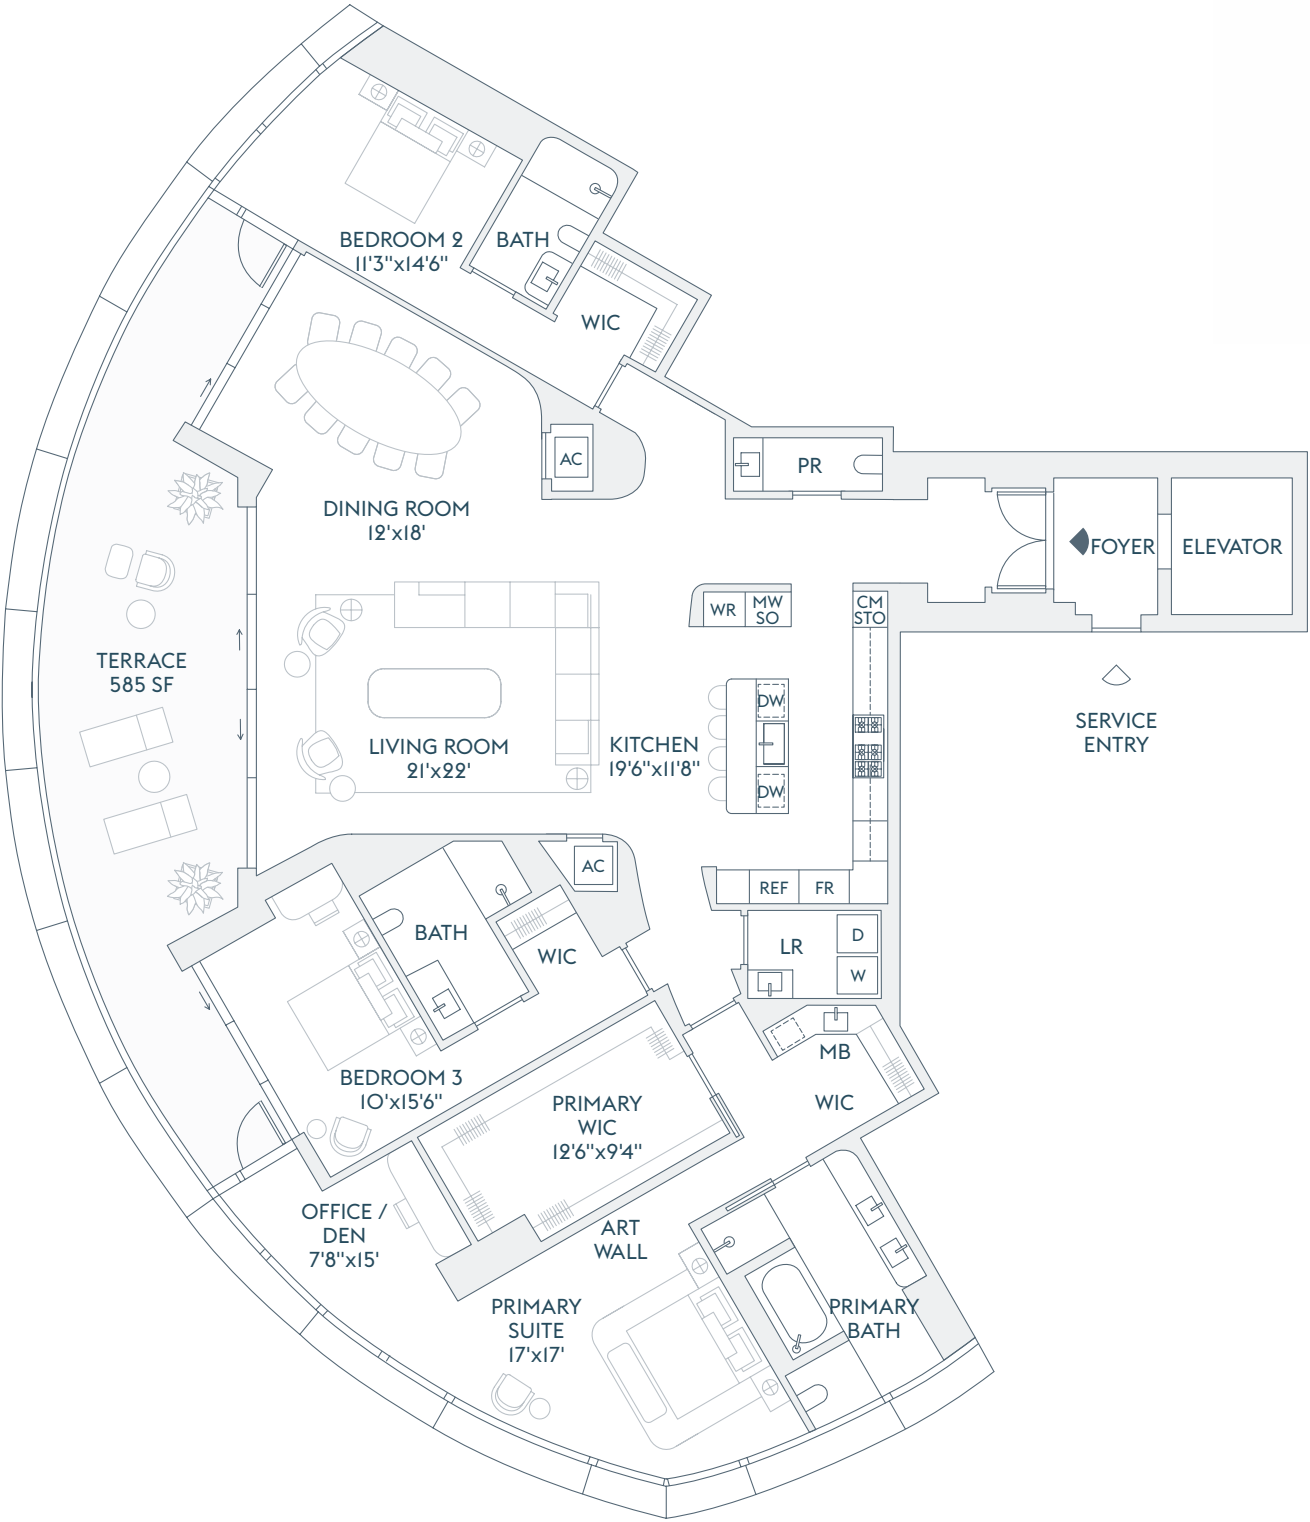 BEDROOM 2
11'3"x14'6"
BATH
WIC
AC
PR
DINING ROOM
12'x18'
FOYER
ELEVATOR
WR
MW
SO
CM
STO
TERRACE
585 SF
DW
SERVICE
ENTRY
LIVING ROOM
21'x22'
KITCHEN
19'6"x11'8"
DW
AC
REF
FR
BATH
WIC
LR
D
W
MB
BEDROOM 3
10'x15'6"
WIC
PRIMARY
WIC
12'6"x9'4"
OFFICE /
DEN
7'8"x15'
ART
WALL
PRIMARY
SUITE
17'x17'
PRIMARY
BATH